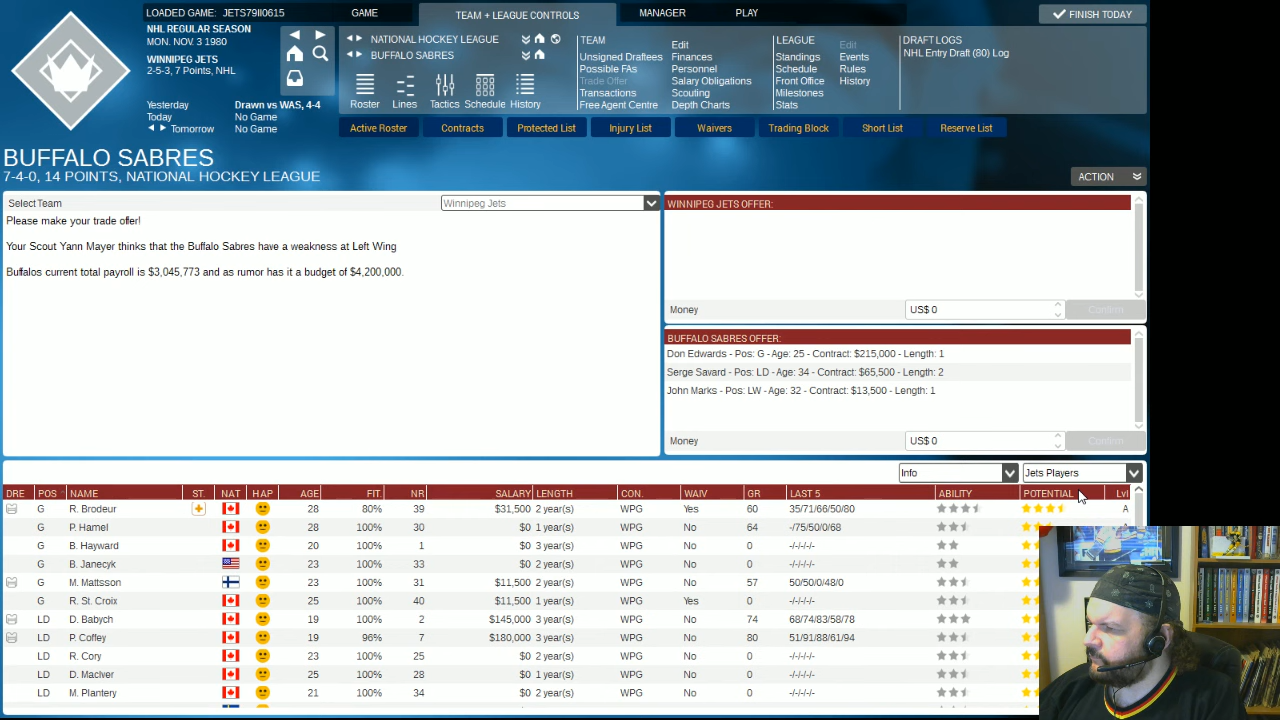 LOADED GAME: JETS79II0615
GAME
TEAM + LEAGUE CONTROLS
MANAGER
PLAY
FINISH TODAY
NHL REGULAR SEASON
MON. NOV. 3 1980
WINNIPEG JETS
2-5-3, 7 Points, NHL
Yesterday Drawn vs WAS, 4-4
Today No Game
Tomorrow No Game
NATIONAL HOCKEY LEAGUE
BUFFALO SABRES
Roster Lines Tactics Schedule History
TEAM
Unsigned Draftees
Possible FAs
Trade Offer
Transactions
Free Agent Centre
Edit
Finances
Personnel
Salary Obligations
Scouting
Depth Charts
LEAGUE
Standings
Schedule
Front Office
Milestones
Stats
Edit
Events
Rules
History
DRAFT LOGS
NHL Entry Draft (80) Log
Active Roster Contracts Protected List Injury List Waivers Trading Block Short List Reserve List
BUFFALO SABRES
7-4-0, 14 POINTS, NATIONAL HOCKEY LEAGUE
ACTION
Select Team Winnipeg Jets
Please make your trade offer!
Your Scout Yann Mayer thinks that the Buffalo Sabres have a weakness at Left Wing
Buffalos current total payroll is $3,045,773 and as rumor has it a budget of $4,200,000.
WINNIPEG JETS OFFER:
Money US$ 0 Confirm
BUFFALO SABRES OFFER:
Don Edwards - Pos: G - Age: 25 - Contract: $215,000 - Length: 1
Serge Savard - Pos: LD - Age: 34 - Contract: $65,500 - Length: 2
John Marks - Pos: LW - Age: 32 - Contract: $13,500 - Length: 1
Money US$ 0 Confirm
Info Jets Players
DRE POS NAME ST. NAT HAP AGE FIT. NR SALARY LENGTH CON. WAIV GR LAST 5 ABILITY POTENTIAL Lvl
G R. Brodeur 28 80% 39 $31,500 2 year(s) WPG Yes 60 35/71/66/50/80 A
G P. Hamel 28 100% 30 $0 1 year(s) WPG No 64 -/75/50/0/68
G B. Hayward 20 100% 1 $0 3 year(s) WPG No 0 -/-/-/-/-
G B. Janecyk 23 100% 33 $0 2 year(s) WPG No 0 -/-/-/-/-
G M. Mattsson 23 100% 31 $11,500 2 year(s) WPG No 57 50/50/0/48/0
G R. St. Croix 25 100% 40 $11,500 1 year(s) WPG Yes 0 -/-/-/-/-
LD D. Babych 19 100% 2 $145,000 3 year(s) WPG No 74 68/74/83/58/78
LD P. Coffey 19 96% 7 $180,000 3 year(s) WPG No 80 51/91/88/61/94
LD R. Cory 23 100% 25 $0 2 year(s) WPG No 0 -/-/-/-/-
LD D. MacIver 25 100% 28 $0 2 year(s) WPG No 0 -/-/-/-/-
LD M. Plantery 21 100% 34 $0 2 year(s) WPG No 0 -/-/-/-/-